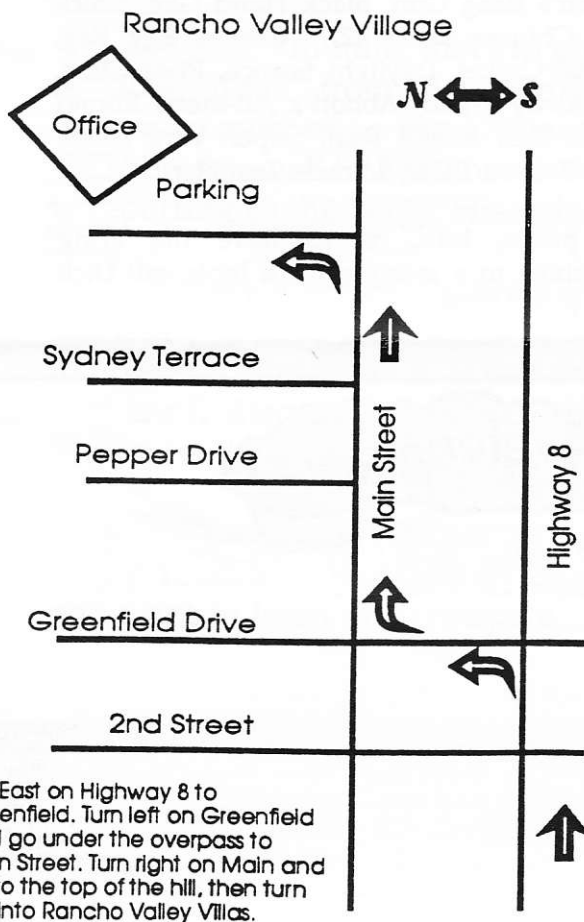 Rancho Valley Village
N S
Office
Parking
Sydney Terrace
Pepper Drive
Main Street
Highway 8
Greenfield Drive
2nd Street
East on Highway 8 to
enfield. Turn left on Greenfield
go under the overpass to
n Street. Turn right on Main and
o the top of the hill, then turn
into Rancho Valley Villas.